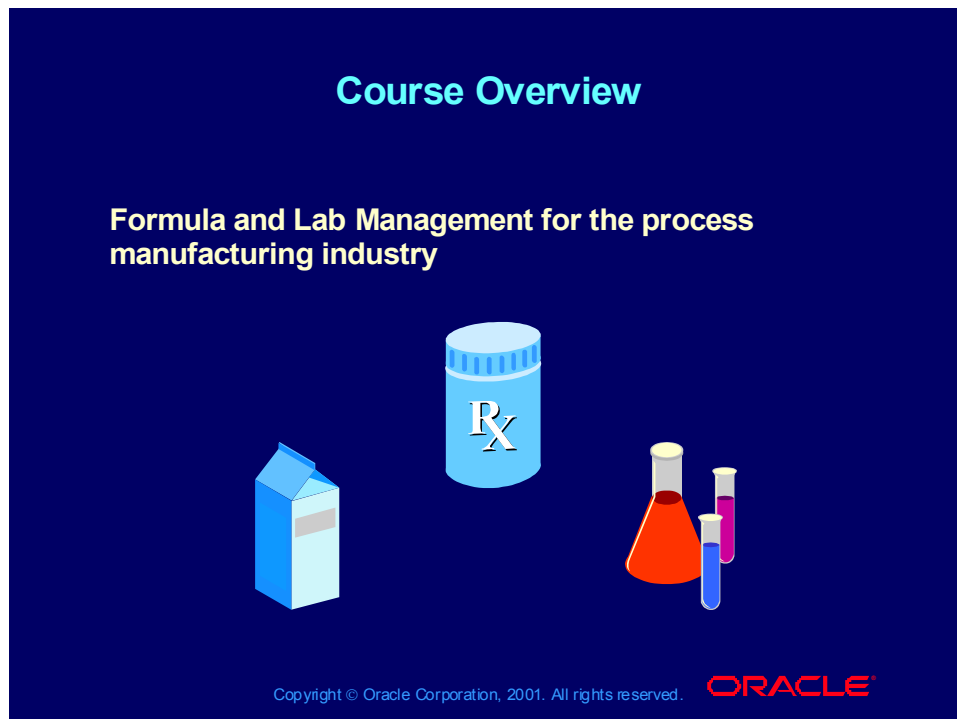 Course Overview
Formula and Lab Management for the process
manufacturing industry
Rx
Copyright © Oracle Corporation, 2001. All rights reserved.
ORACLE®